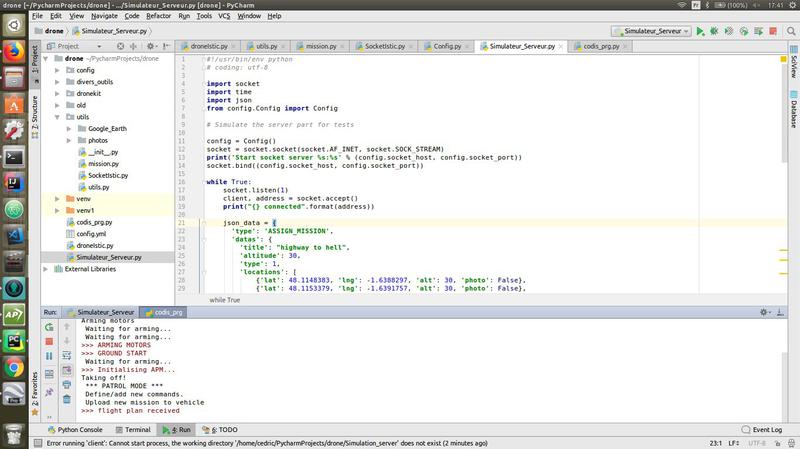 drone [~/PycharmProjects/drone] - .../Simulateur_Serveur.py [drone] - PyCharm
Fr
(100%)
17:41
File Edit View Navigate Code Refactor Run Tools VCS Window Help
drone
Simulateur_Serveur.py
Simulateur_Serveur
Project
droneIstic.py
utils.py
mission.py
SocketIstic.py
Config.py
Simulateur_Serveur.py
codis_prg.py
1: Project
7: Structure
2: Favorites
SciView
Database
drone ~/PycharmProjects/drone
config
divers_outils
dronekit
old
utils
Google_Earth
photos
__init__.py
mission.py
SocketIstic.py
utils.py
venv
venv1
codis_prg.py
config.yml
droneIstic.py
Simulateur_Serveur.py
External Libraries
1 #!/usr/bin/env python
2 # coding: utf-8
3
4 import socket
5 import time
6 import json
7 from config.Config import Config
8
9 # Simulate the server part for tests
10
11 config = Config()
12 socket = socket.socket(socket.AF_INET, socket.SOCK_STREAM)
13 print('Start socket server %s:%s' % (config.socket_host, config.socket_port))
14 socket.bind((config.socket_host, config.socket_port))
15
16 while True:
17 socket.listen(1)
18 client, address = socket.accept()
19 print("{} connected".format(address))
20
21 json_data = {
22 'type': 'ASSIGN_MISSION',
23 'datas': {
24 'title': "highway to hell",
25 'altitude': 30,
26 'type': 1,
27 'locations': [
28 {'lat': 48.1148383, 'lng': -1.6388297, 'alt': 30, 'photo': False},
29 {'lat': 48.1153379, 'lng': -1.6391757, 'alt': 30, 'photo': False},
while True
Run:
Simulateur_Serveur
codis_prg
Arming motors
Waiting for arming...
Waiting for arming...
>>> ARMING MOTORS
>>> GROUND START
Waiting for arming...
>>> Initialising APM...
Taking off!
*** PATROL MODE ***
Define/add new commands.
Upload new mission to vehicle
>>> flight plan received
Python Console
Terminal
4: Run
6: TODO
Event Log
Error running 'client': Cannot start process, the working directory '/home/cedric/PycharmProjects/drone/Simulation_server' does not exist (2 minutes ago)
23:1 LF UTF-8